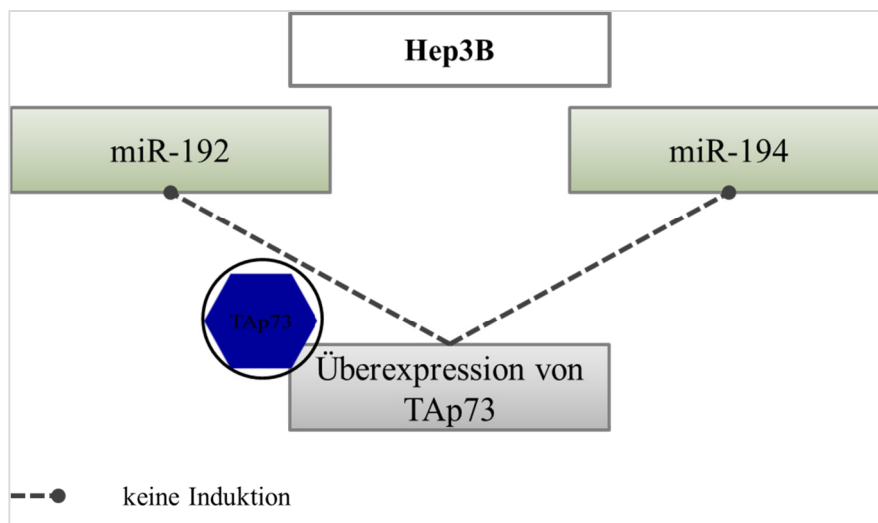 Hep3B
miR-192
miR-194
TAp73
Überexpression von
TAp73
keine Induktion